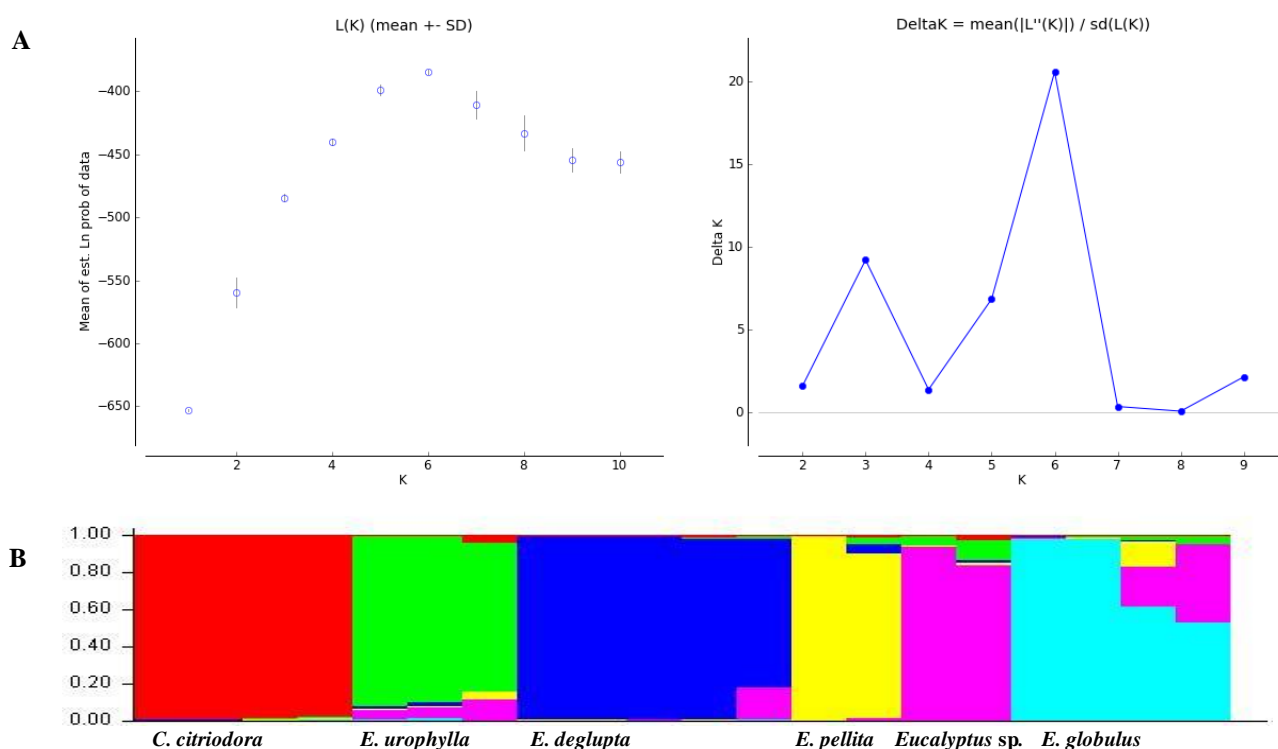 A
L(K) (mean +- SD)
Mean of est. Ln prob of data
−400
−450
−500
−550
−600
−650
2 4 6 8 10
K
DeltaK = mean(|L''(K)|) / sd(L(K))
Delta K
20
15
10
5
0
2 3 4 5 6 7 8 9
K
B
1.00
0.80
0.60
0.40
0.20
0.00
C. citriodora E. urophylla E. deglupta E. pellita Eucalyptus sp. E. globulus